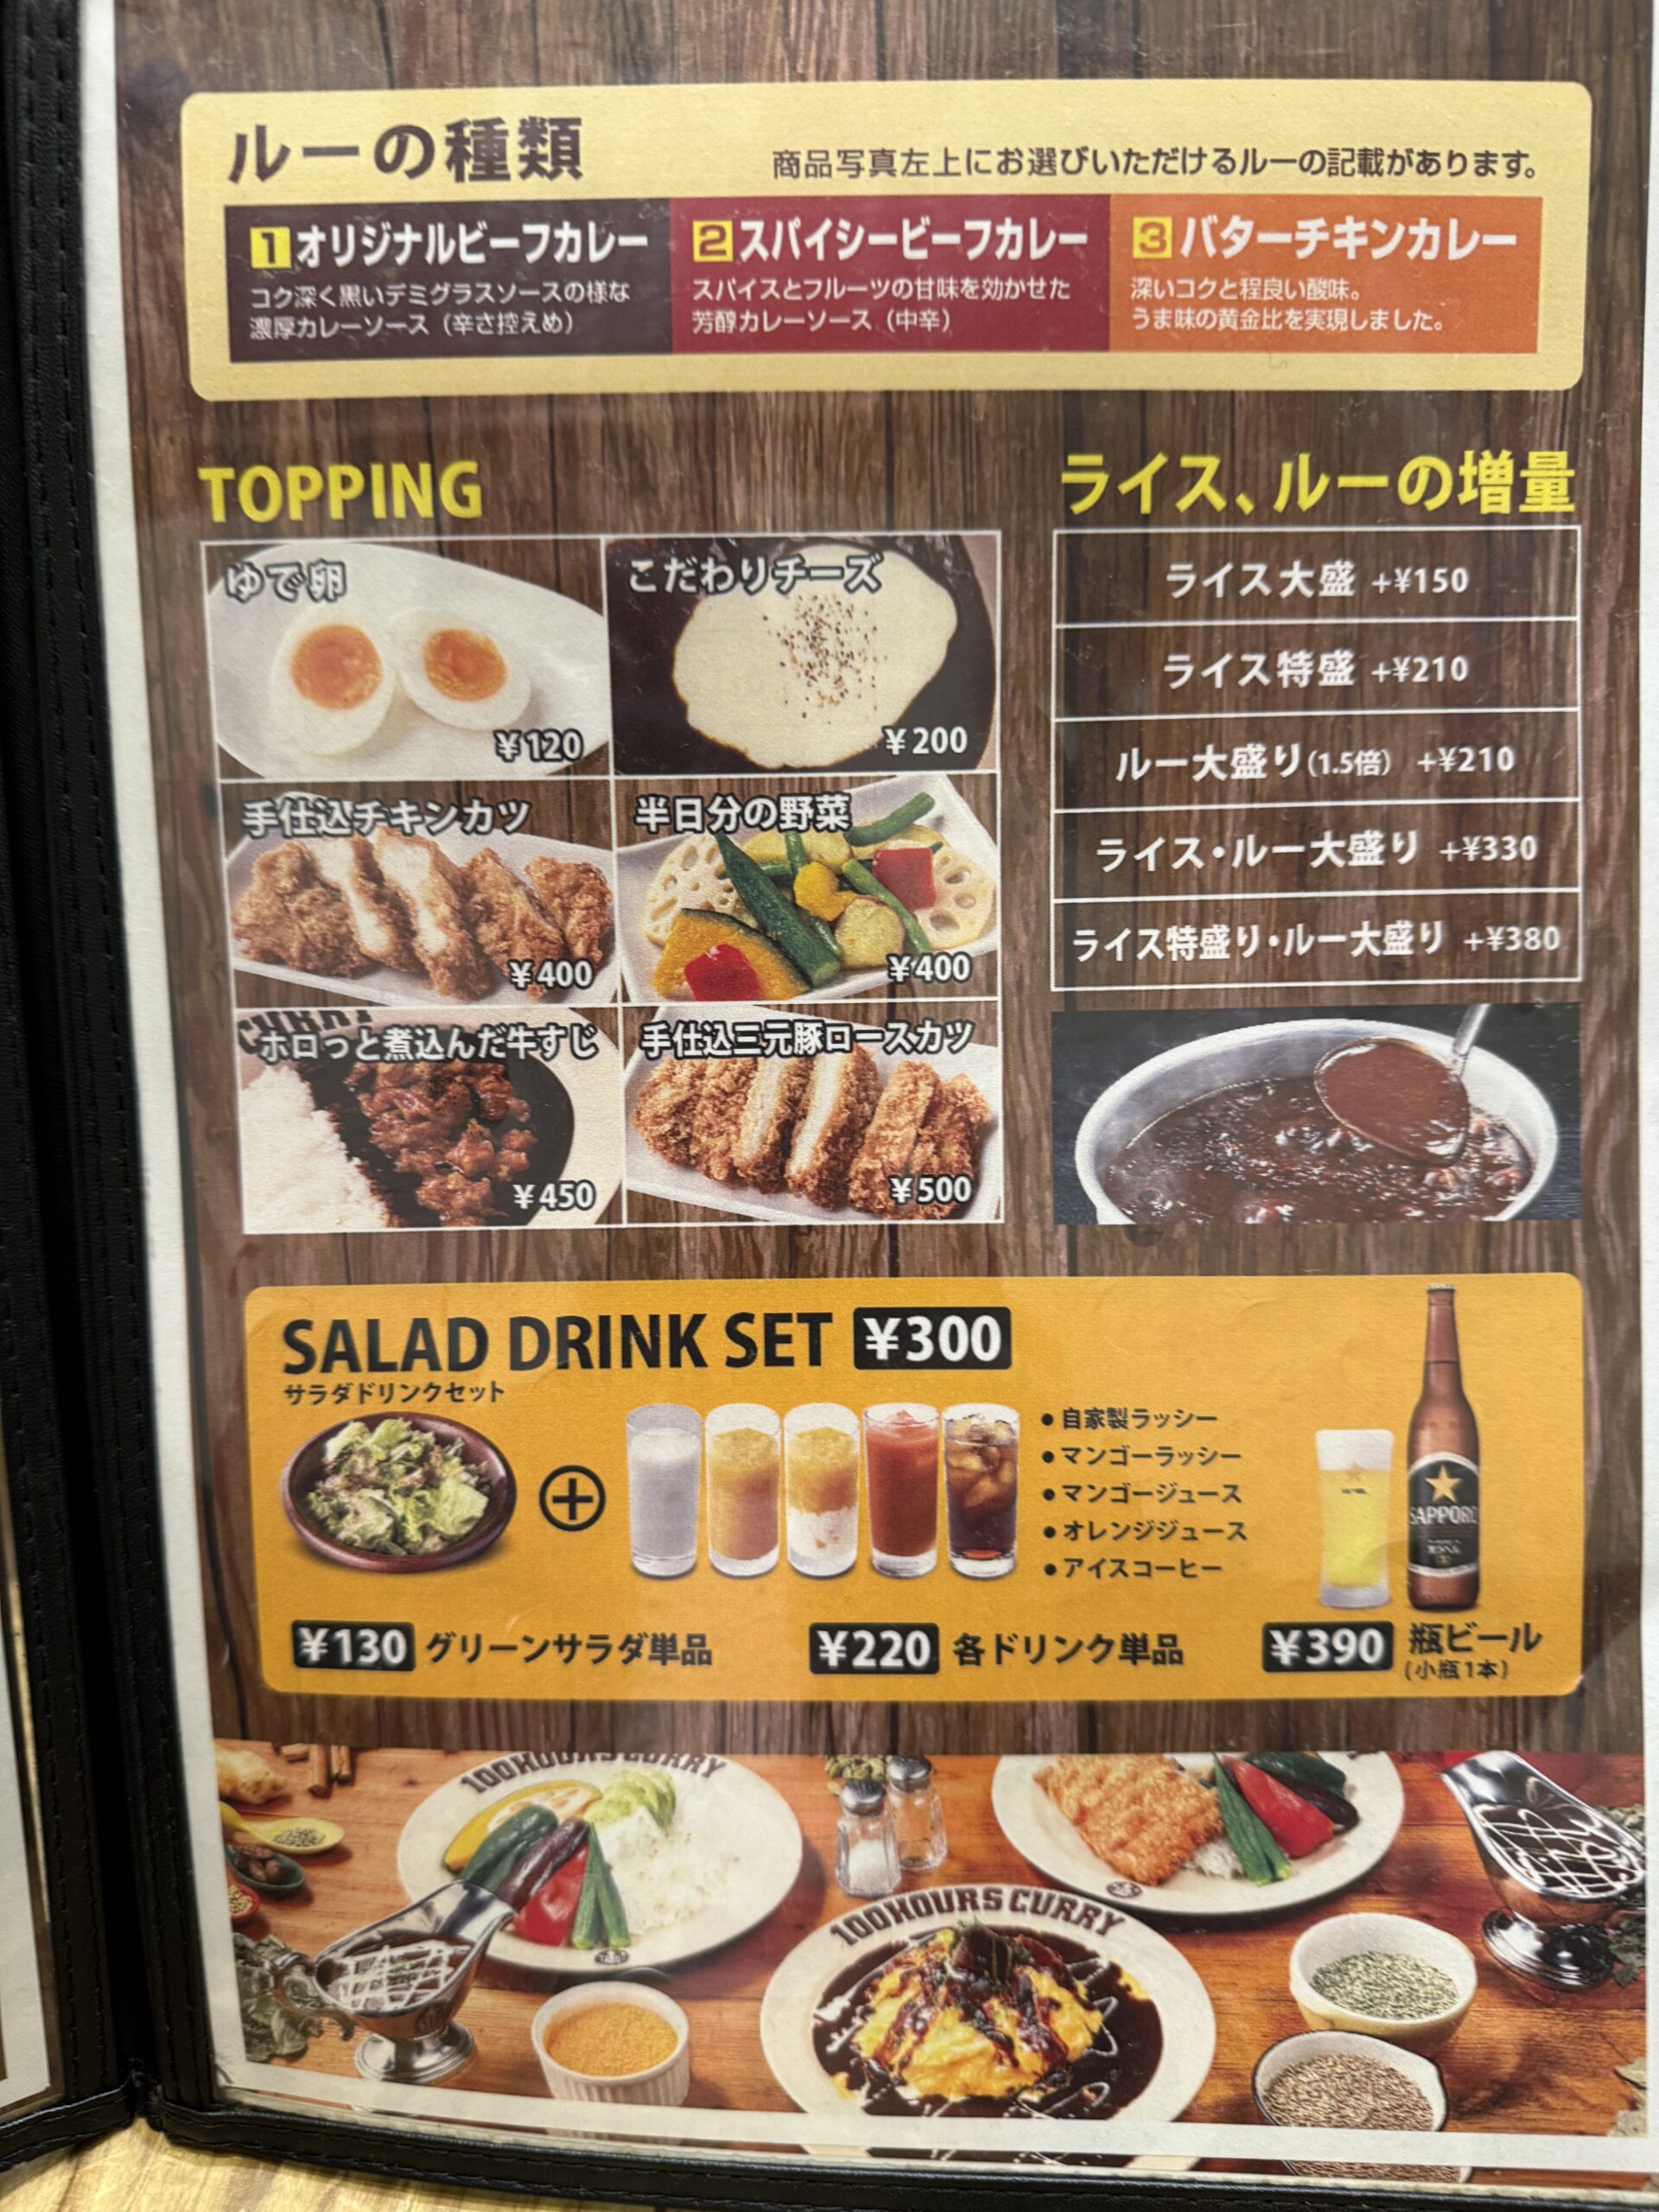 ルーの種類
商品写真左上にお選びいただけるルーの記載があります。
1 オリジナルビーフカレー
コク深く黒いデミグラスソースの様な
濃厚カレーソース（辛さ控えめ）
2 スパイシービーフカレー
スパイスとフルーツの甘味を効かせた
芳醇カレーソース（中辛）
3 バターチキンカレー
深いコクと程良い酸味。
うま味の黄金比を実現しました。
TOPPING
ゆで卵
¥120
こだわりチーズ
¥200
手仕込チキンカツ
¥400
半日分の野菜
¥400
ホロっと煮込んだ牛すじ
¥450
手仕込三元豚ロースカツ
¥500
ライス、ルーの増量
ライス大盛 +¥150
ライス特盛 +¥210
ルー大盛り(1.5倍) +¥210
ライス・ルー大盛り +¥330
ライス特盛り・ルー大盛り +¥380
SALAD DRINK SET ¥300
サラダドリンクセット
●自家製ラッシー
●マンゴーラッシー
●マンゴージュース
●オレンジジュース
●アイスコーヒー
SAPPORO
¥130 グリーンサラダ単品
¥220 各ドリンク単品
¥390 瓶ビール
(小瓶1本)
100HOURS CURRY
100HOURS CURRY